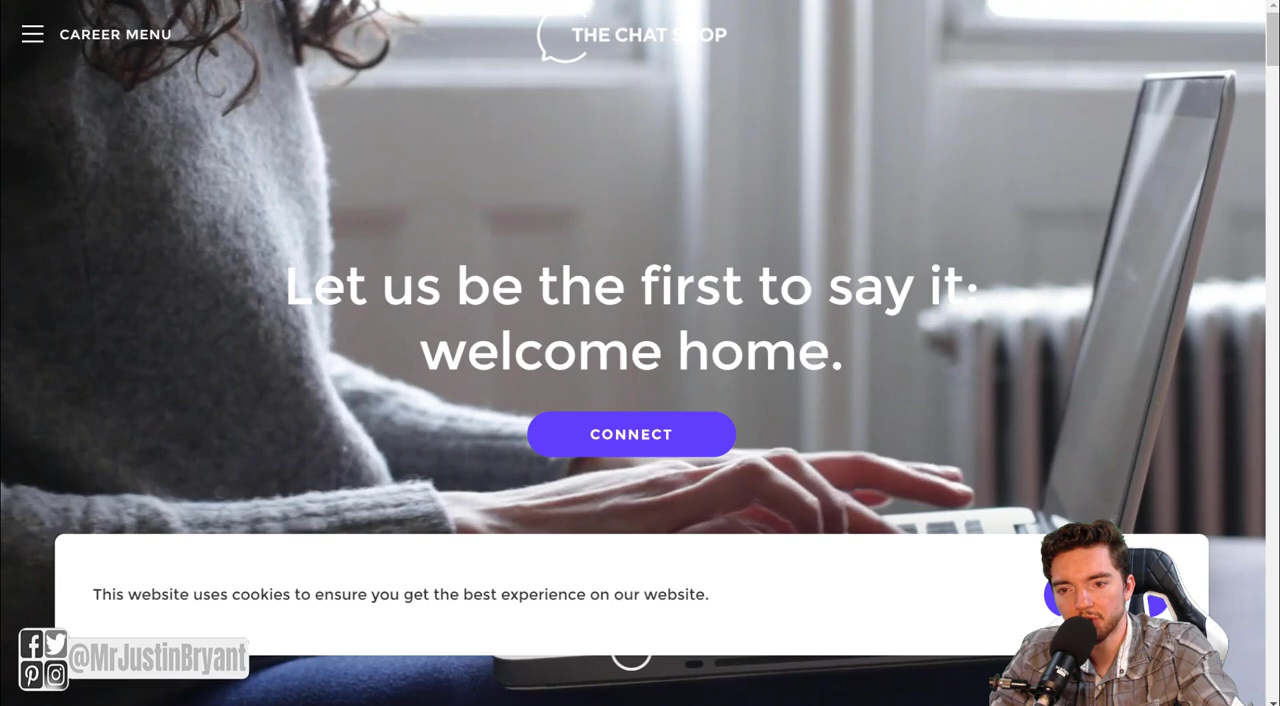 CAREER MENU
THE CHAT SHOP
Let us be the first to say it:
welcome home.
CONNECT
This website uses cookies to ensure you get the best experience on our website.
@MrJustinBryant